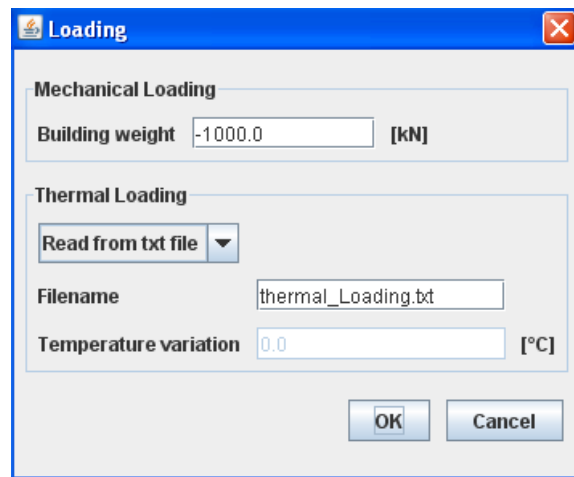 Loading
Mechanical Loading
Building weight -1000.0 [kN]
Thermal Loading
Read from txt file
Filename thermal_Loading.txt
Temperature variation 0.0 [°C]
OK Cancel